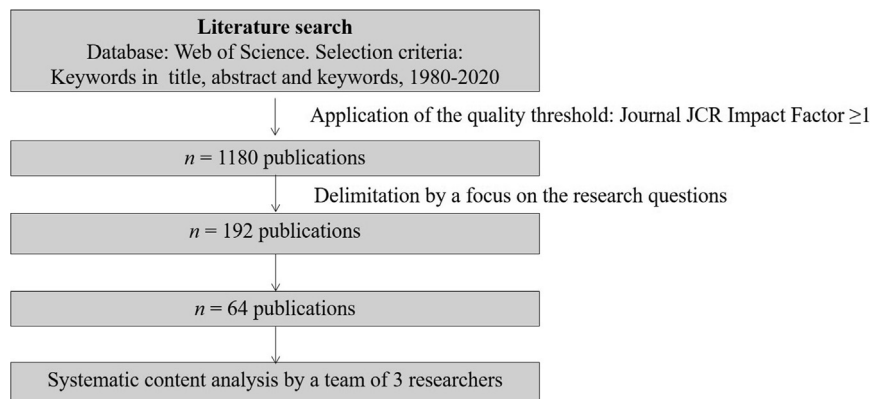 Literature search
Database: Web of Science. Selection criteria:
Keywords in title, abstract and keywords, 1980-2020
Application of the quality threshold: Journal JCR Impact Factor ≥1
n = 1180 publications
Delimitation by a focus on the research questions
n = 192 publications
n = 64 publications
Systematic content analysis by a team of 3 researchers